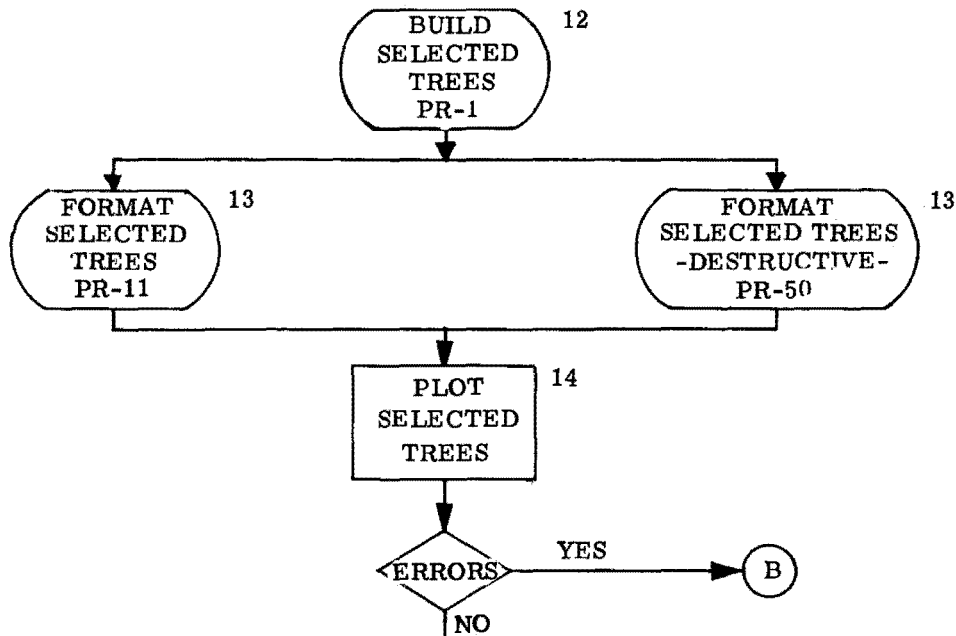 BUILD
SELECTED
TREES
PR-1
12
FORMAT
SELECTED
TREES
PR-11
13
FORMAT
SELECTED TREES
-DESTRUCTIVE-
PR-50
13
PLOT
SELECTED
TREES
14
ERRORS
YES
B
NO